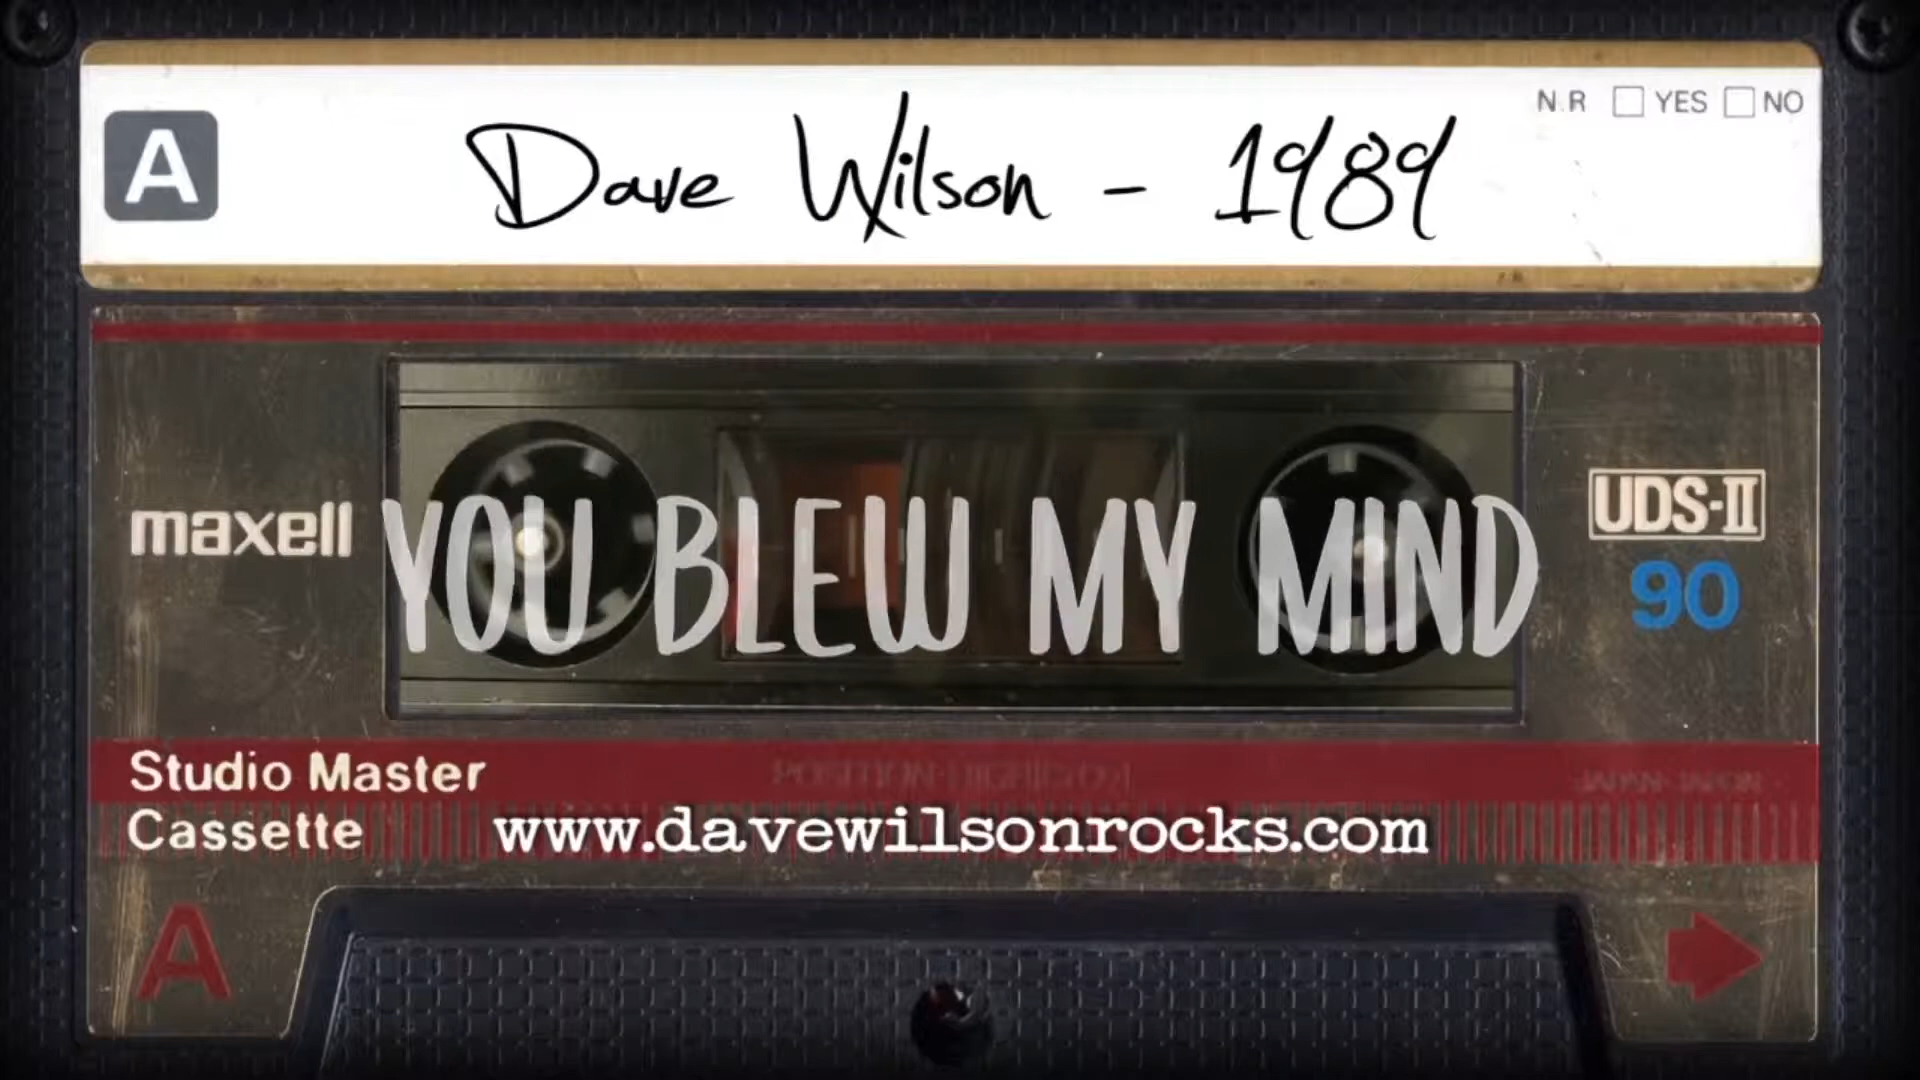 A
Dave Wilson - 1989
N.R YES NO
maxell
YOU BLEW MY MIND
UDS-II
90
Studio Master
Cassette
www.davewilsonrocks.com
A